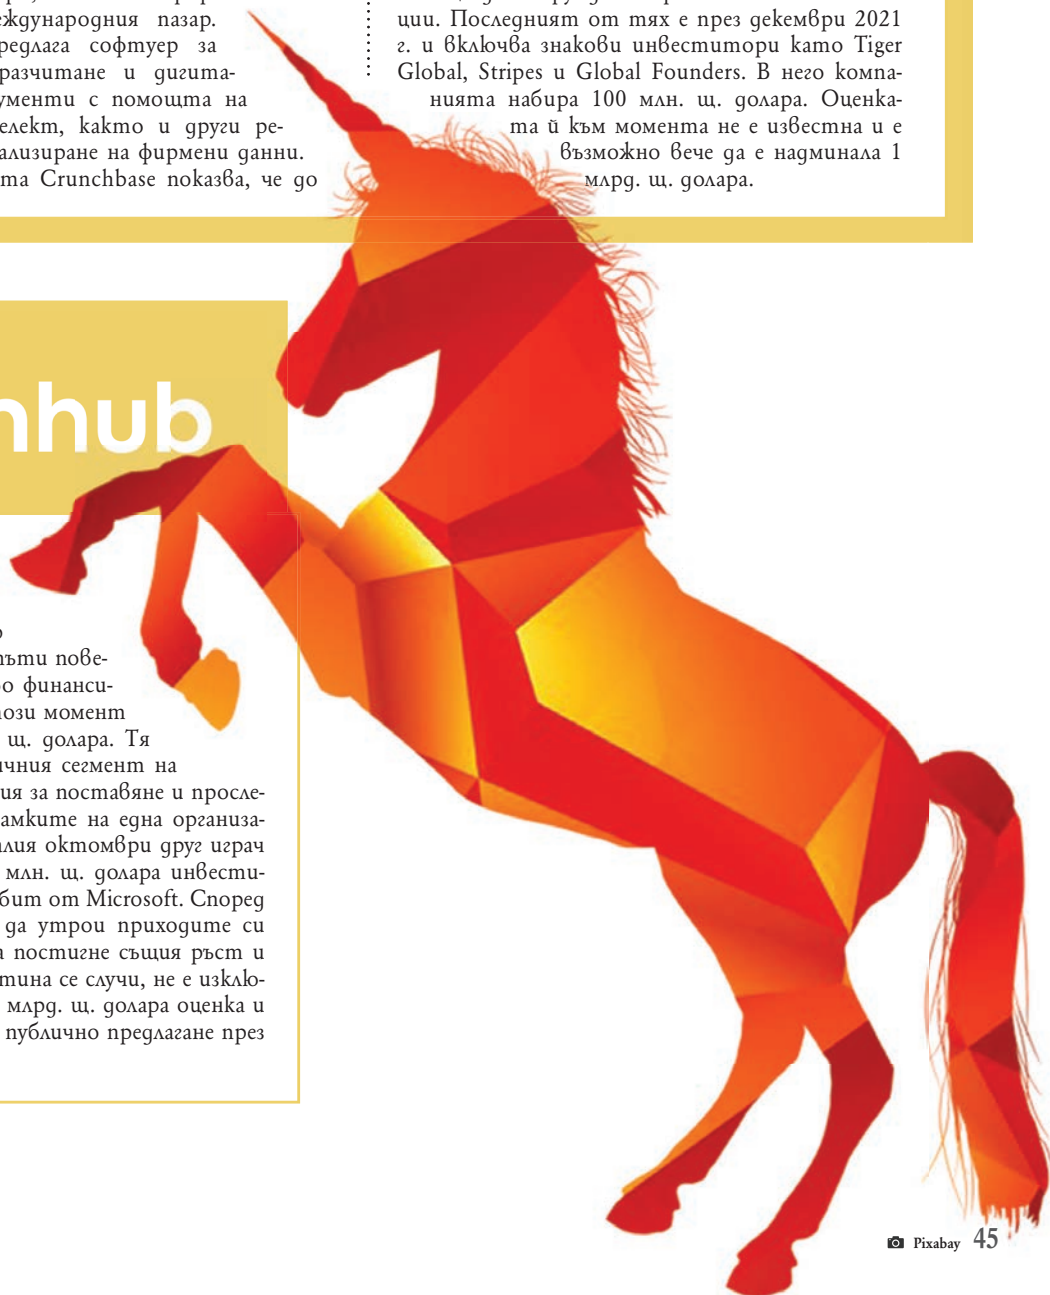 международния пазар.
редлага софтуер за
разчитане и дигита-
ументи с помощта на
елект, както и други ре-
ализиране на фирмени данни.
та Crunchbase показва, че до
ции. Последният от тях е през декември 2021
г. и включва знакови инвеститори като Tiger
Global, Stripes и Global Founders. В него компа-
нията набира 100 млн. щ. долара. Оценка-
та й към момента не е известна и е
възможно вече да е надминала 1
млрд. щ. долара.
nhub
ъти пове-
о финанси-
този момент
щ. долара. Тя
ичния сегмент на
ия за поставяне и просле-
амките на една организа-
алия октомври друг играч
млн. щ. долара инвести-
бит от Microsoft. Според
да утрои приходите си
а постигне същия ръст и
тина се случи, не е изклю-
млрд. щ. долара оценка и
публично предлагане през
Pixabay 45